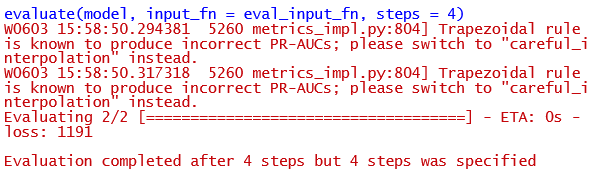 evaluate(model, input_fn = eval_input_fn, steps = 4)
W0603 15:58:50.294381  5260 metrics_impl.py:804] Trapezoidal rule
is known to produce incorrect PR-AUCs; please switch to "careful_i
nterpolation" instead.
W0603 15:58:50.317318  5260 metrics_impl.py:804] Trapezoidal rule
is known to produce incorrect PR-AUCs; please switch to "careful_i
nterpolation" instead.
Evaluating 2/2 [====================================] - ETA: 0s -
loss: 1191
Evaluation completed after 4 steps but 4 steps was specified